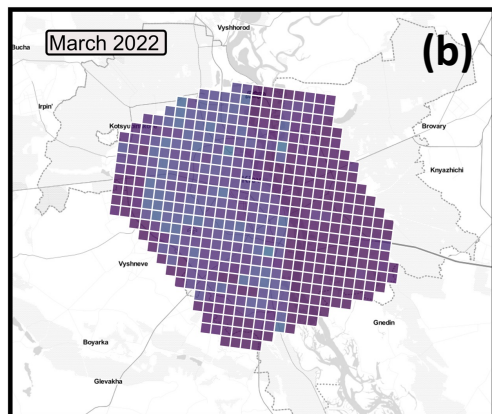 Vyshhorod
March 2022
(b)
Bucha
Irpin'
Kotsyu
Brovary
Knyazhichi
Vyshneve
Gnedin
Boyarka
Glevakha